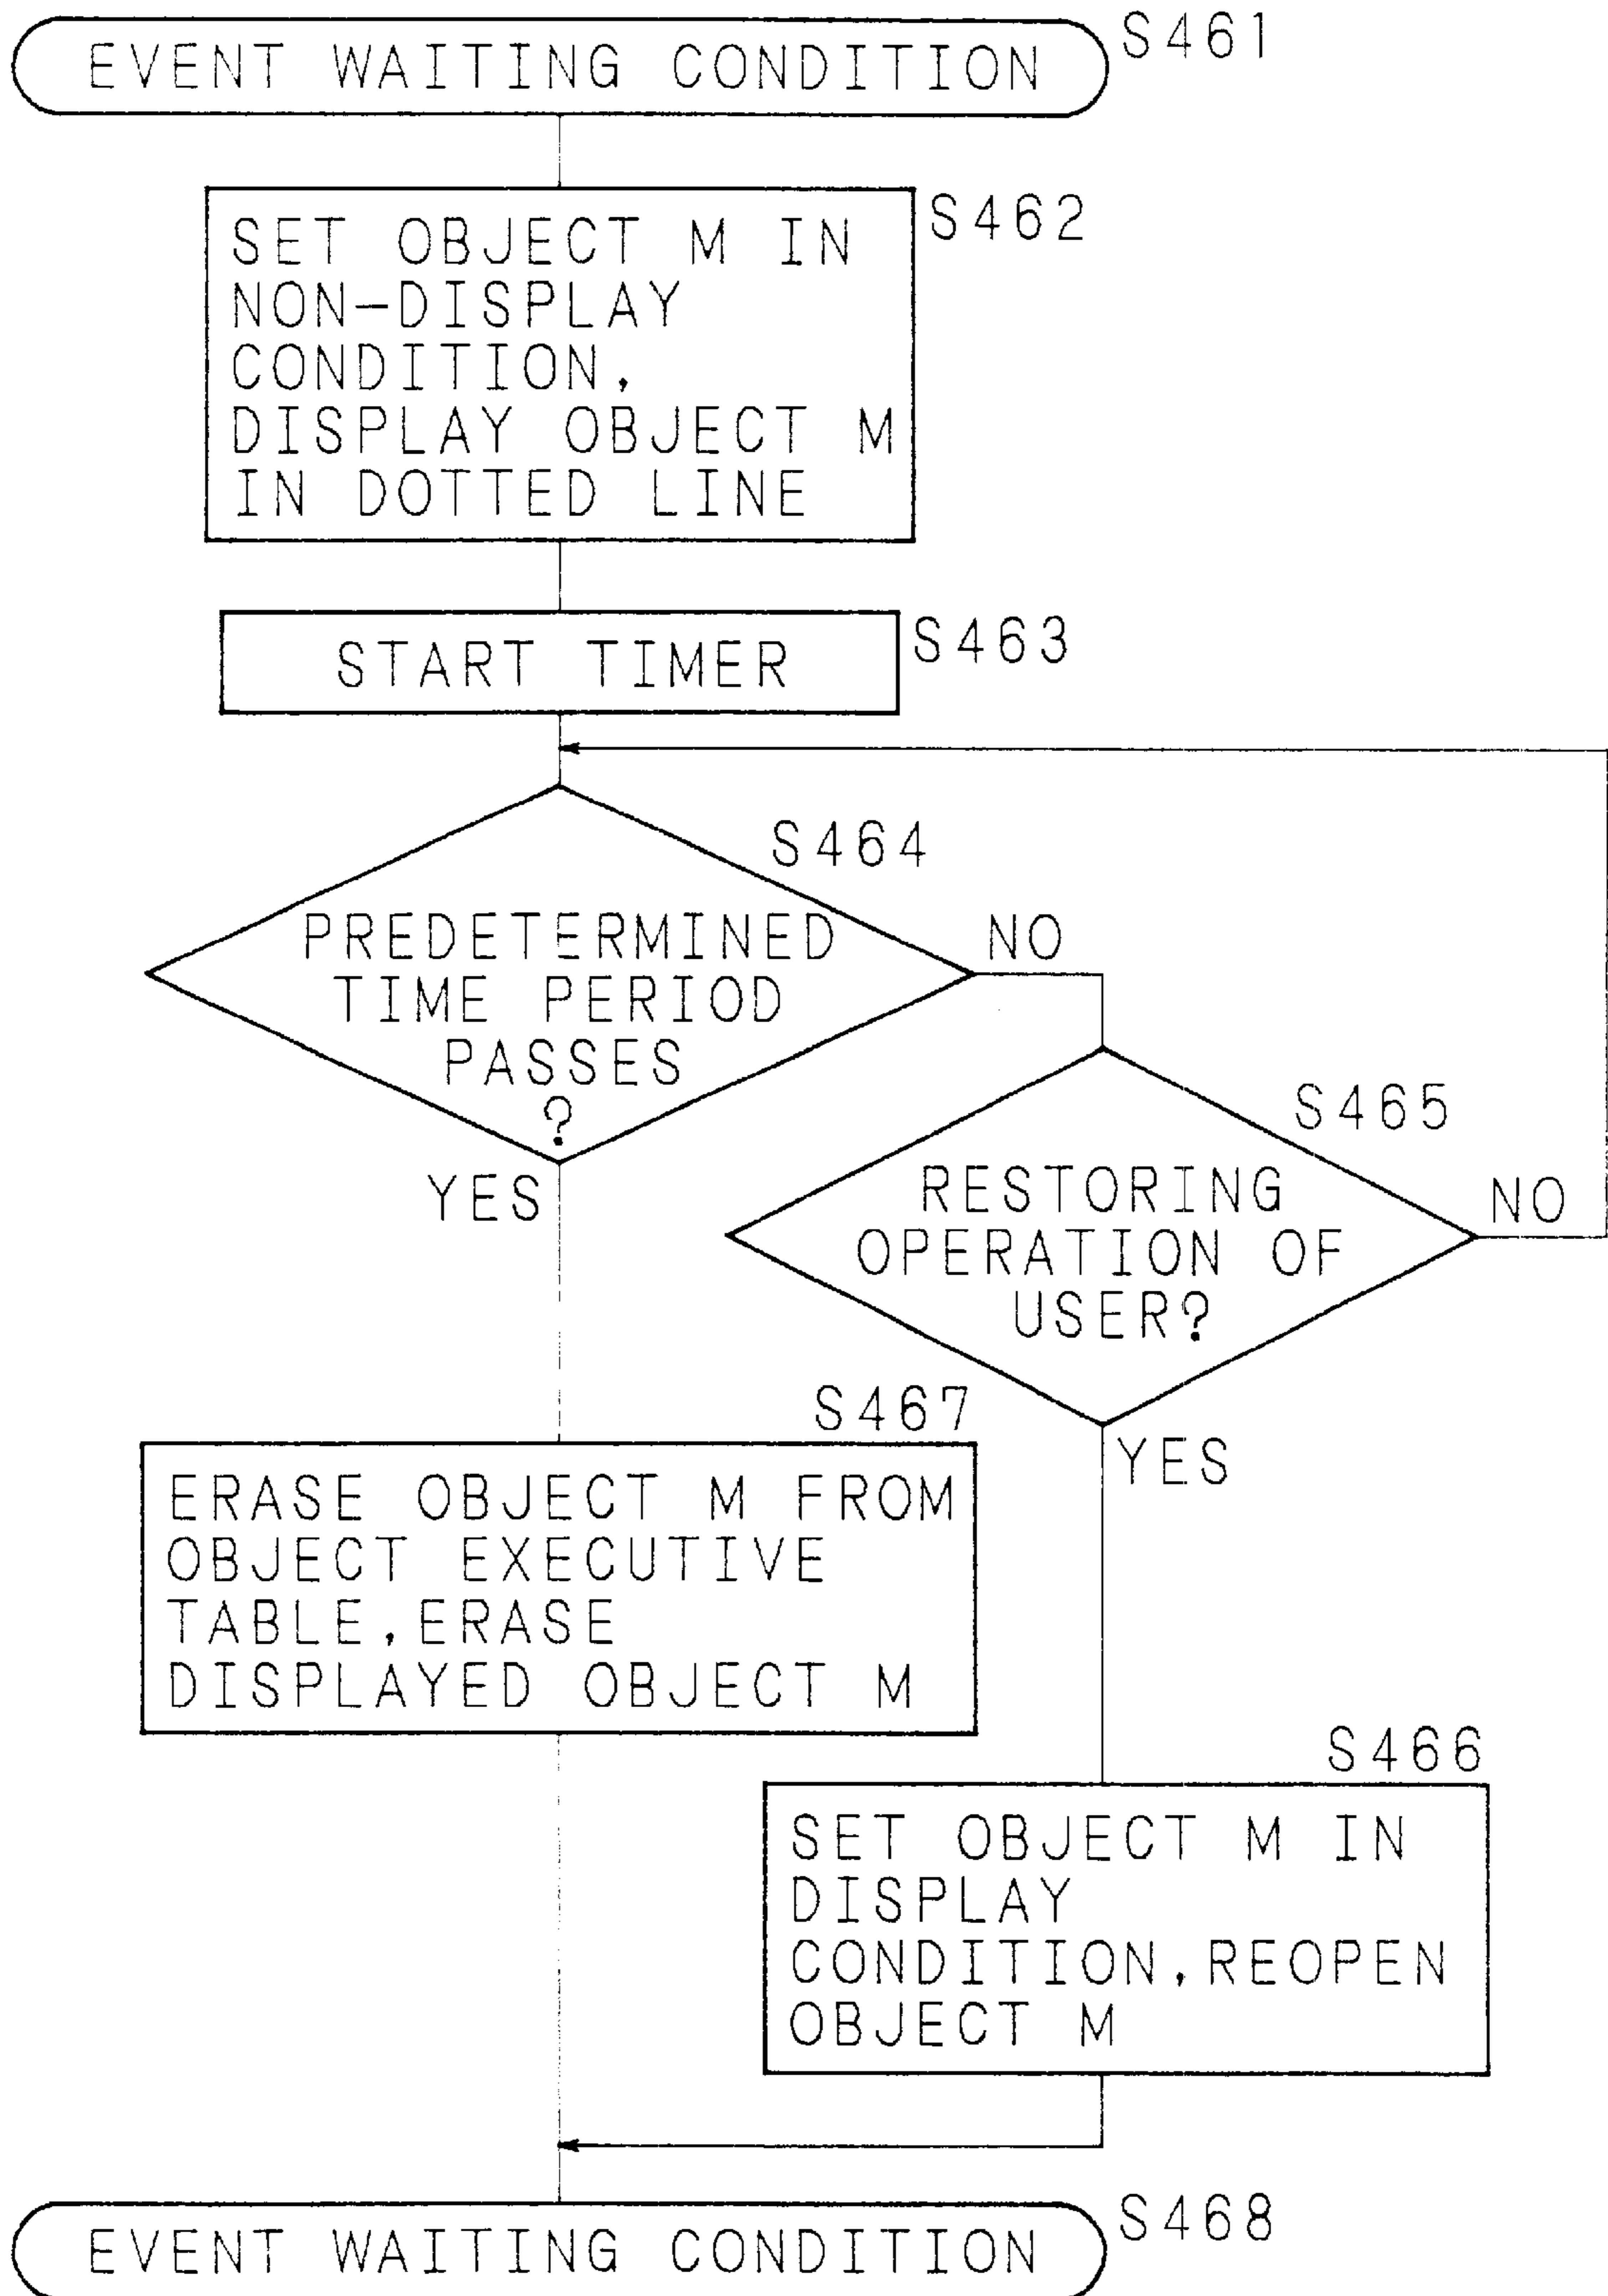 EVENT WAITING CONDITION
S461
SET OBJECT M IN
NON-DISPLAY
CONDITION,
DISPLAY OBJECT M
IN DOTTED LINE
S462
START TIMER
S463
S464
PREDETERMINED
TIME PERIOD
PASSES
?
NO
YES
S465
RESTORING
OPERATION OF
USER?
NO
YES
S467
ERASE OBJECT M FROM
OBJECT EXECUTIVE
TABLE,ERASE
DISPLAYED OBJECT M
S466
SET OBJECT M IN
DISPLAY
CONDITION,REOPEN
OBJECT M
EVENT WAITING CONDITION
S468